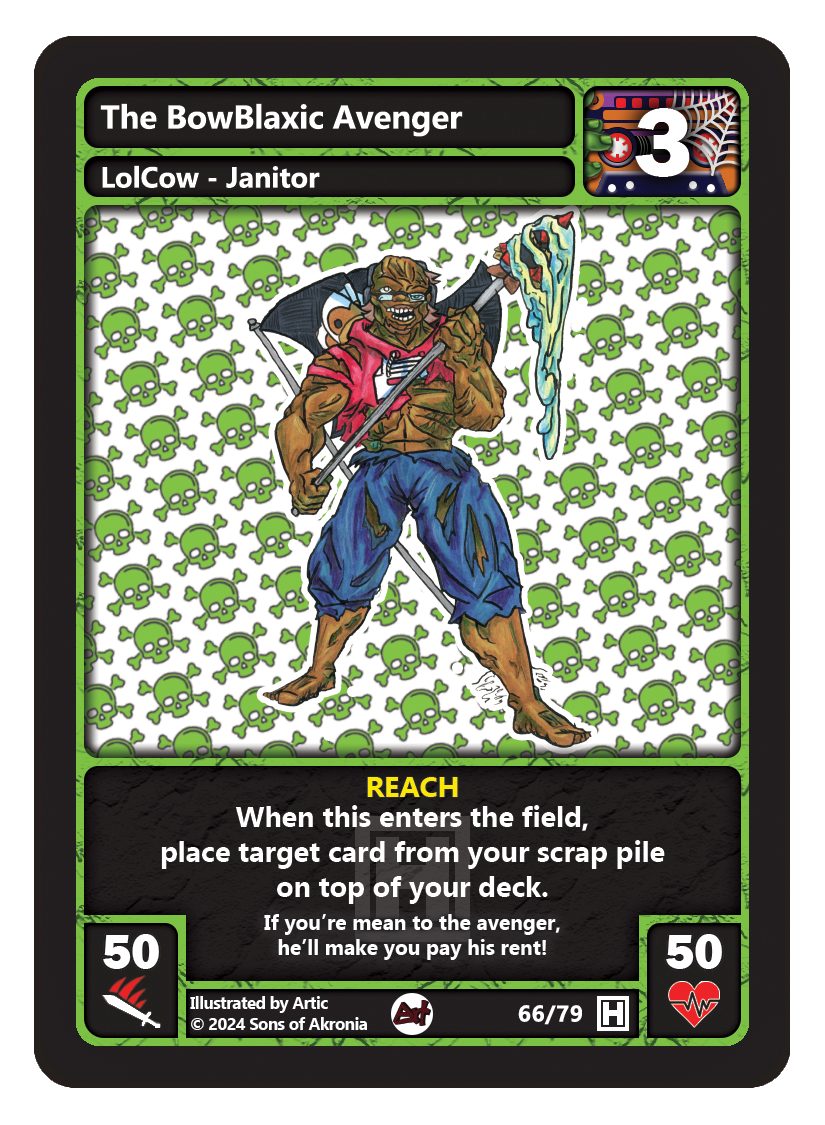 The BowBlaxic Avenger
3
LolCow - Janitor
REACH
When this enters the field,
place target card from your scrap pile
on top of your deck.
If you're mean to the avenger,
he'll make you pay his rent!
50
50
Illustrated by Artic
© 2024 Sons of Akronia
Art
66/79
H